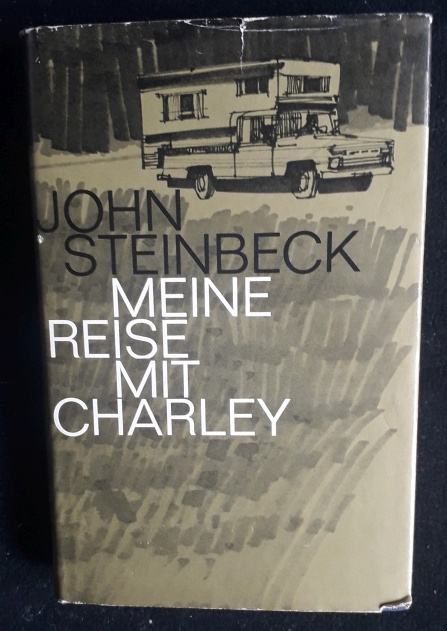 JOHN
STEINBECK
MEINE
REISE
MIT
CHARLEY